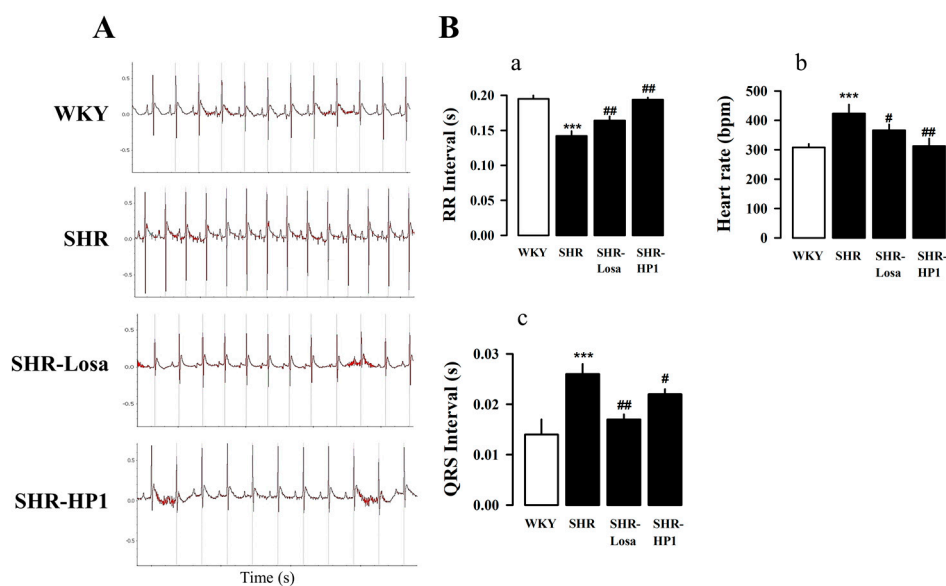 A
WKY
0.5
0.0
-0.5
SHR
0.5
0.0
-0.5
SHR-Losa
0.5
0.0
-0.5
SHR-HP1
0.5
0.0
-0.5
Time (s)
B
a
RR Interval (s)
0.20
0.15
0.10
0.05
0.00
***
##
##
WKY SHR SHR- SHR-
Losa HP1
b
Heart rate (bpm)
500
400
300
200
100
0
***
#
##
WKY SHR SHR- SHR-
Losa HP1
c
QRS Interval (s)
0.03
0.02
0.01
0.00
***
##
#
WKY SHR SHR- SHR-
Losa HP1